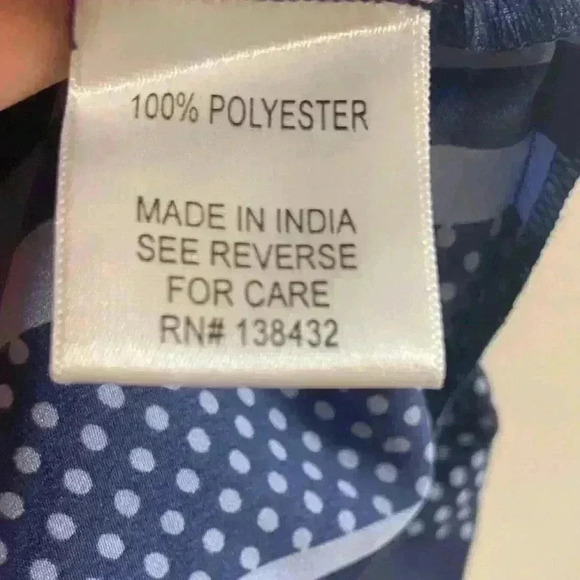 100% POLYESTER
MADE IN INDIA
SEE REVERSE
FOR CARE
RN# 138432